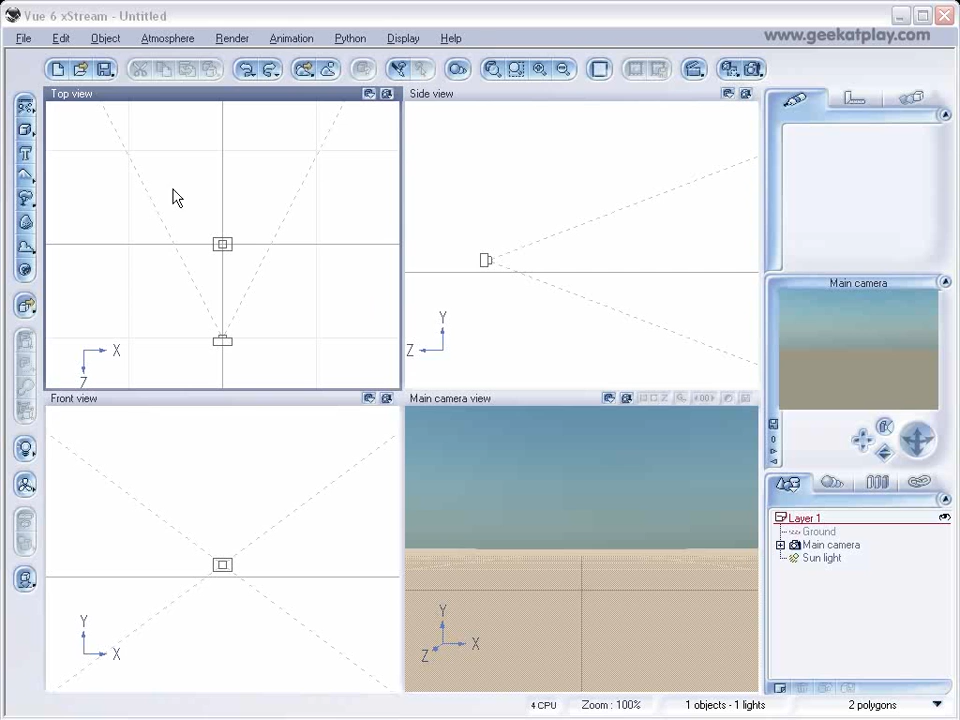 Vue 6 xStream - Untitled
File Edit Object Atmosphere Render Animation Python Display Help
www.geekatplay.com
Top view
Side view
Main camera
X
Z
Y
Z
Front view
Main camera view
0
Layer 1
Ground
Main camera
Sun light
Y
X
Y
X
Z
4 CPU Zoom : 100% 1 objects - 1 lights 2 polygons